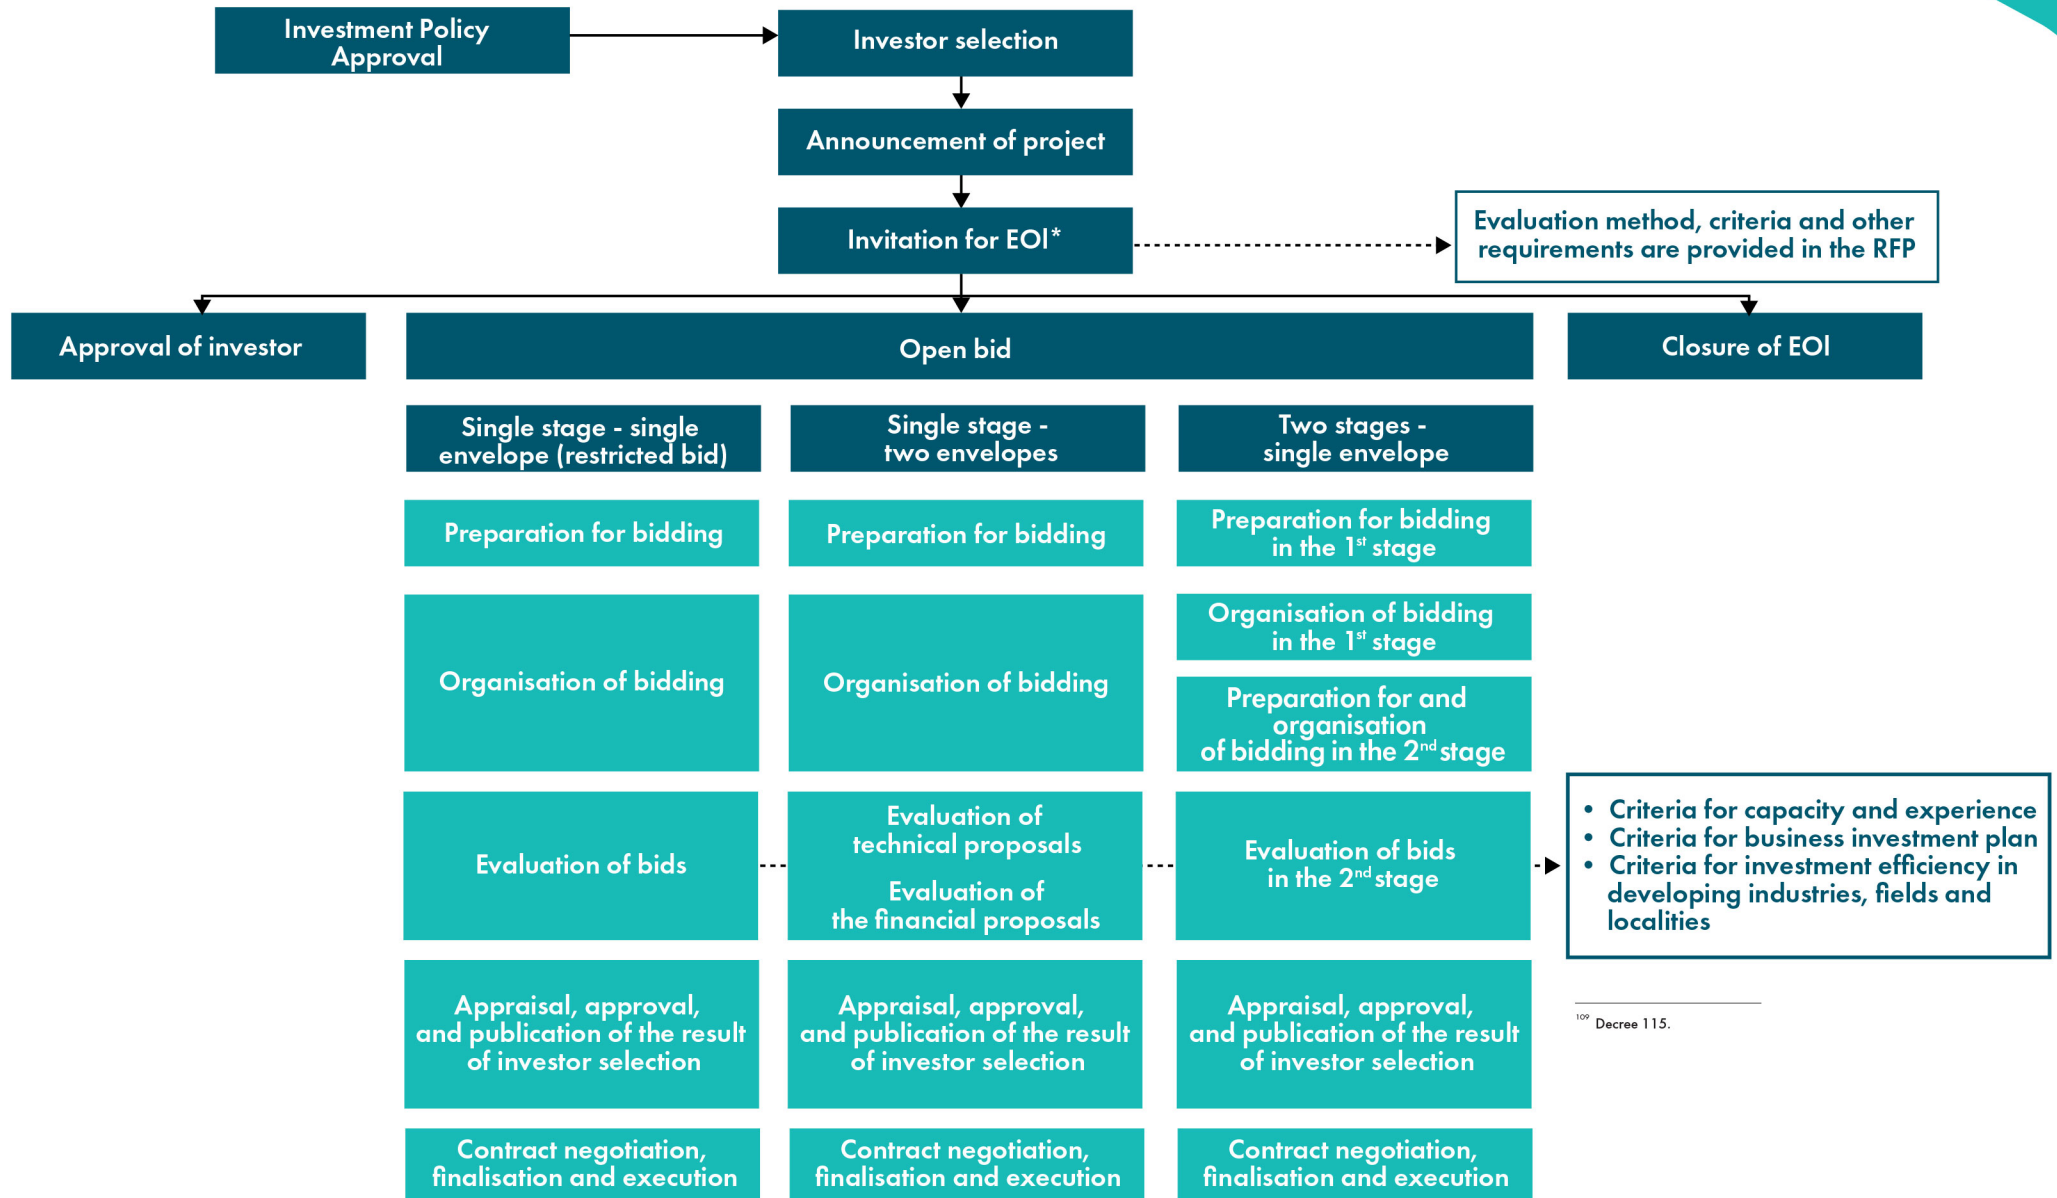 Investment Policy
Approval
Investor selection
Announcement of project
Invitation for EOl*
Evaluation method, criteria and other
requirements are provided in the RFP
Approval of investor
Open bid
Closure of EOl
Single stage - single
envelope (restricted bid)
Single stage -
two envelopes
Two stages -
single envelope
Preparation for bidding
Preparation for bidding
Preparation for bidding
in the 1st stage
Organisation of bidding
Organisation of bidding
Organisation of bidding
in the 1st stage
Preparation for and
organisation
of bidding in the 2nd stage
Evaluation of bids
Evaluation of
technical proposals
Evaluation of
the financial proposals
Evaluation of bids
in the 2nd stage
• Criteria for capacity and experience
• Criteria for business investment plan
• Criteria for investment efficiency in
developing industries, fields and
localities
Appraisal, approval,
and publication of the result
of investor selection
Appraisal, approval,
and publication of the result
of investor selection
Appraisal, approval,
and publication of the result
of investor selection
109 Decree 115.
Contract negotiation,
finalisation and execution
Contract negotiation,
finalisation and execution
Contract negotiation,
finalisation and execution